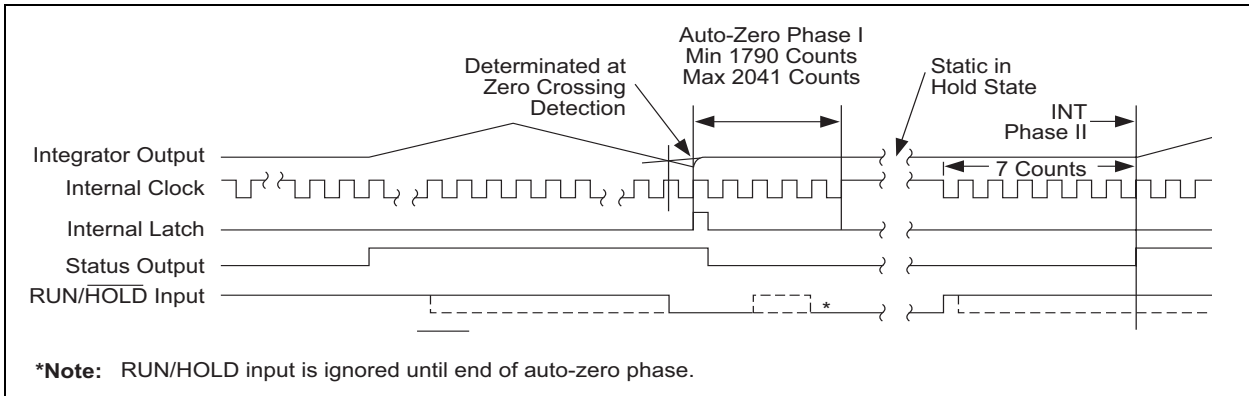 Auto-Zero Phase I
Min 1790 Counts
Max 2041 Counts
Determinated at
Zero Crossing
Detection
Static in
Hold State
INT
Phase II
Integrator Output
7 Counts
Internal Clock
Internal Latch
Status Output
RUN/HOLD Input
*
*Note: RUN/HOLD input is ignored until end of auto-zero phase.